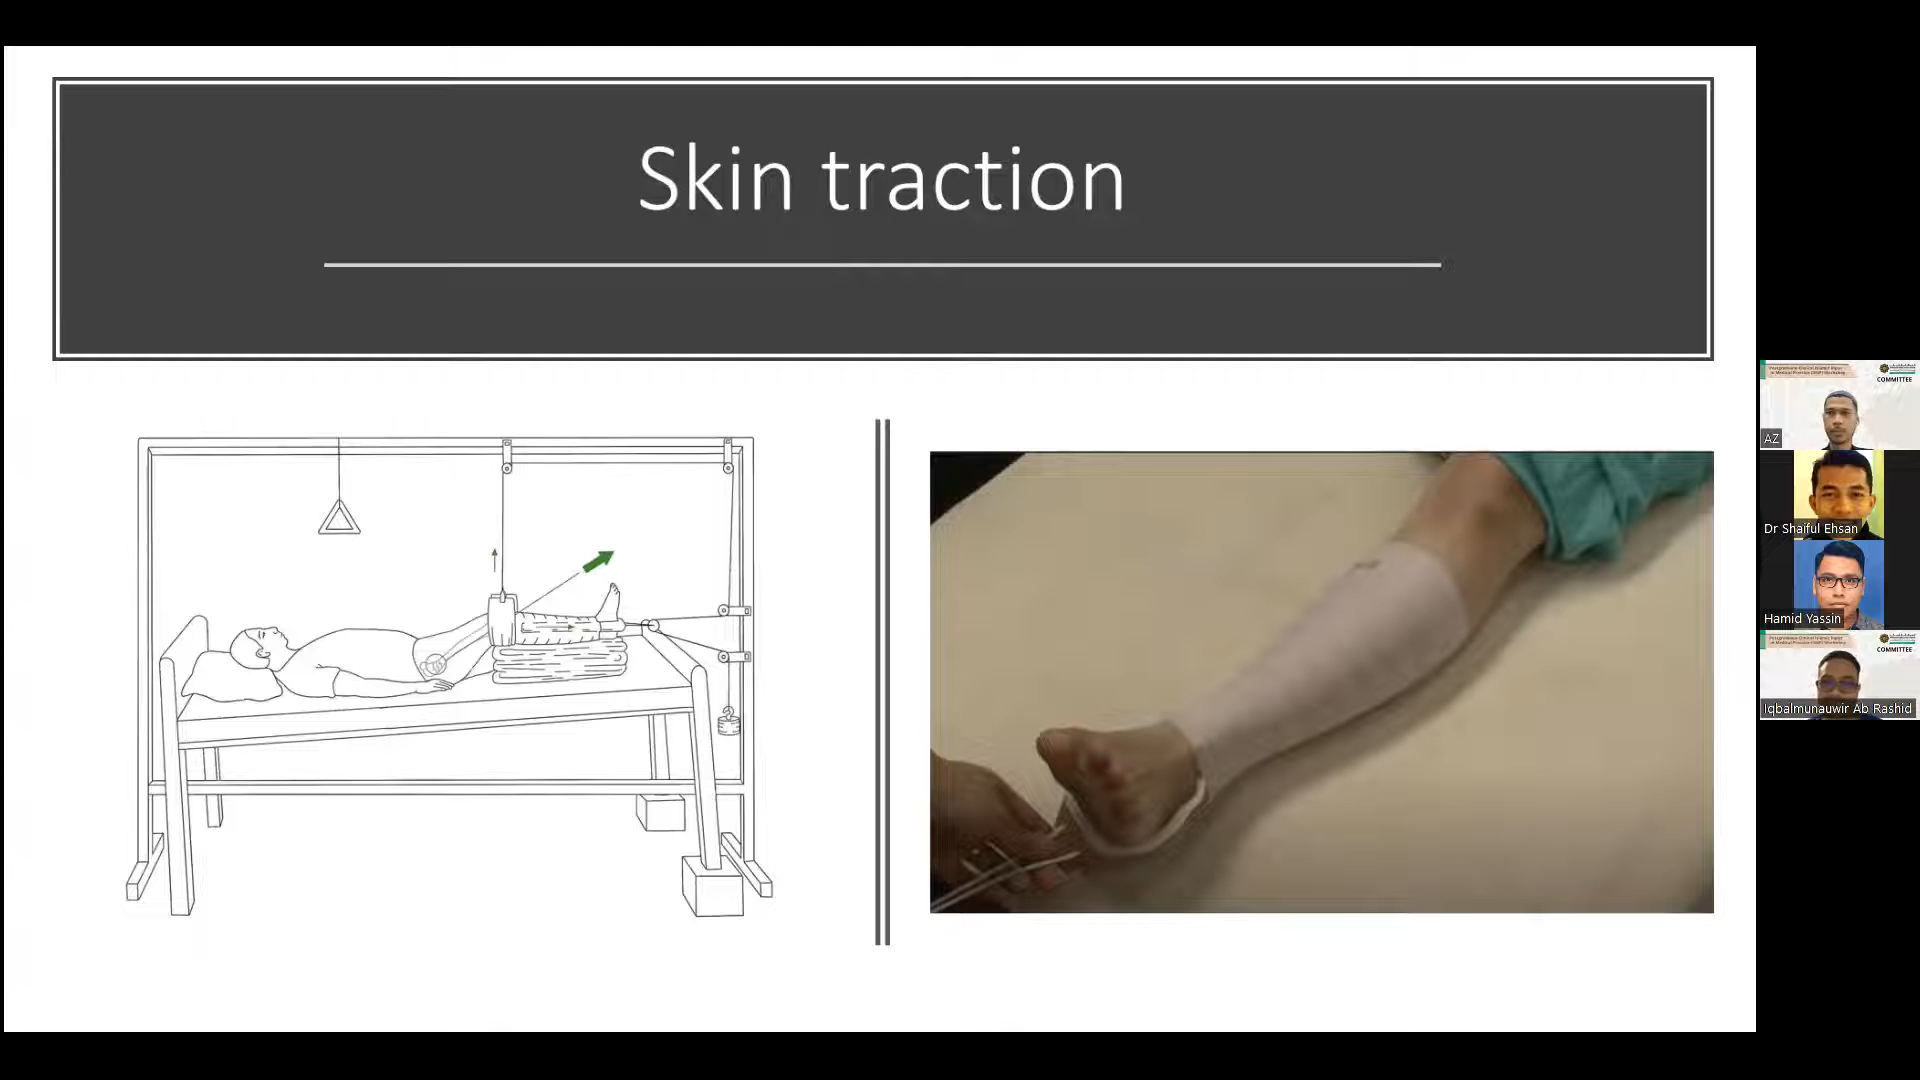 Skin traction
COMMITTEE
AZ
Dr Shaiful Ehsan
Hamid Yassin
COMMITTEE
Iqbalmunauwir Ab Rashid